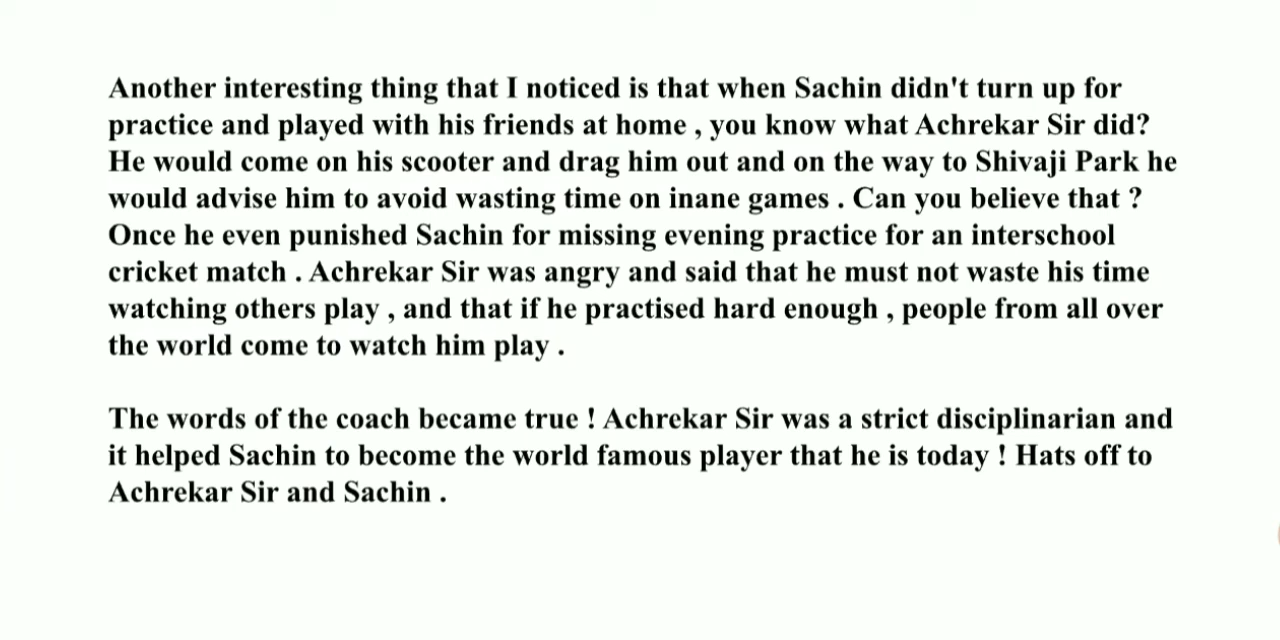 Another interesting thing that I noticed is that when Sachin didn't turn up for
practice and played with his friends at home , you know what Achrekar Sir did?
He would come on his scooter and drag him out and on the way to Shivaji Park he
would advise him to avoid wasting time on inane games . Can you believe that ?
Once he even punished Sachin for missing evening practice for an interschool
cricket match . Achrekar Sir was angry and said that he must not waste his time
watching others play , and that if he practised hard enough , people from all over
the world come to watch him play .
The words of the coach became true ! Achrekar Sir was a strict disciplinarian and
it helped Sachin to become the world famous player that he is today ! Hats off to
Achrekar Sir and Sachin .